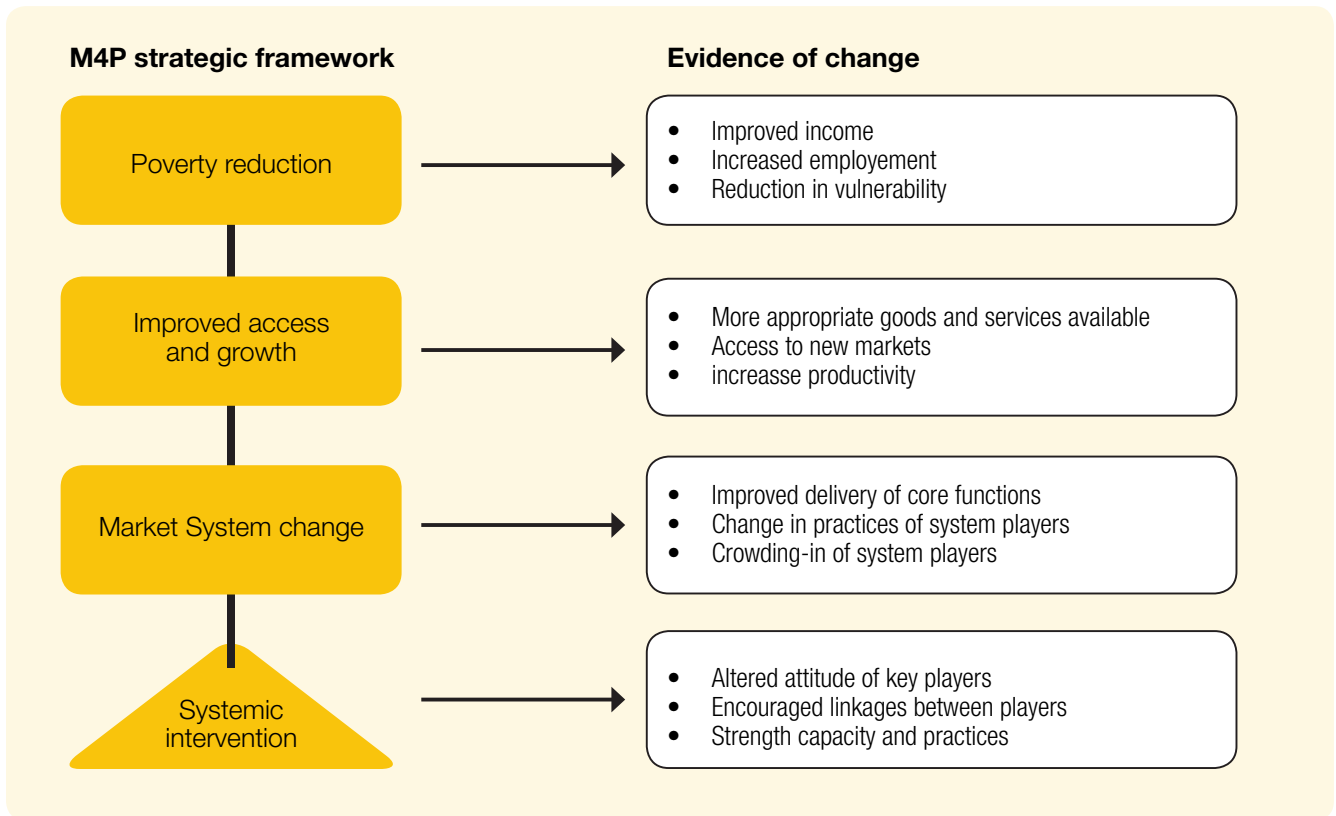 M4P strategic framework
Evidence of change
Poverty reduction
• Improved income
• Increased employement
• Reduction in vulnerability
Improved access
and growth
• More appropriate goods and services available
• Access to new markets
• increasse productivity
Market System change
• Improved delivery of core functions
• Change in practices of system players
• Crowding-in of system players
Systemic
intervention
• Altered attitude of key players
• Encouraged linkages between players
• Strength capacity and practices